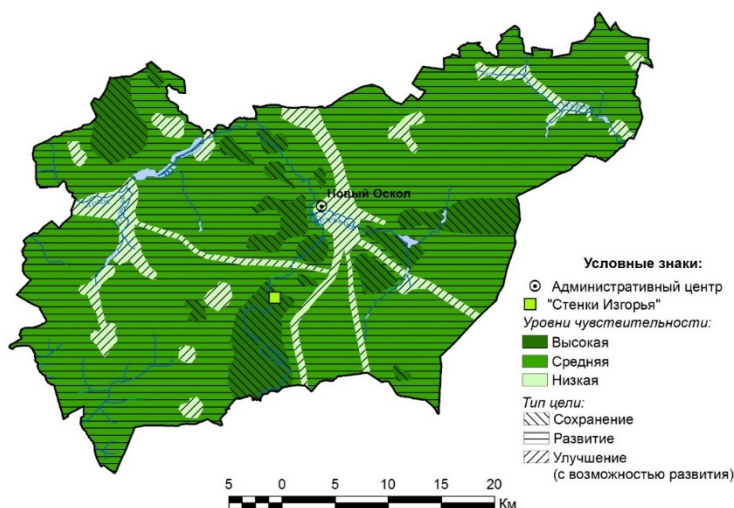 Новый Оскол
Условные знаки:
Административный центр
"Стенки Изгорья"
Уровни чувствительности:
Высокая
Средняя
Низкая
Тип цели:
Сохранение
Развитие
Улучшение
(с возможностью развития)
5 0 5 10 15 20
Км